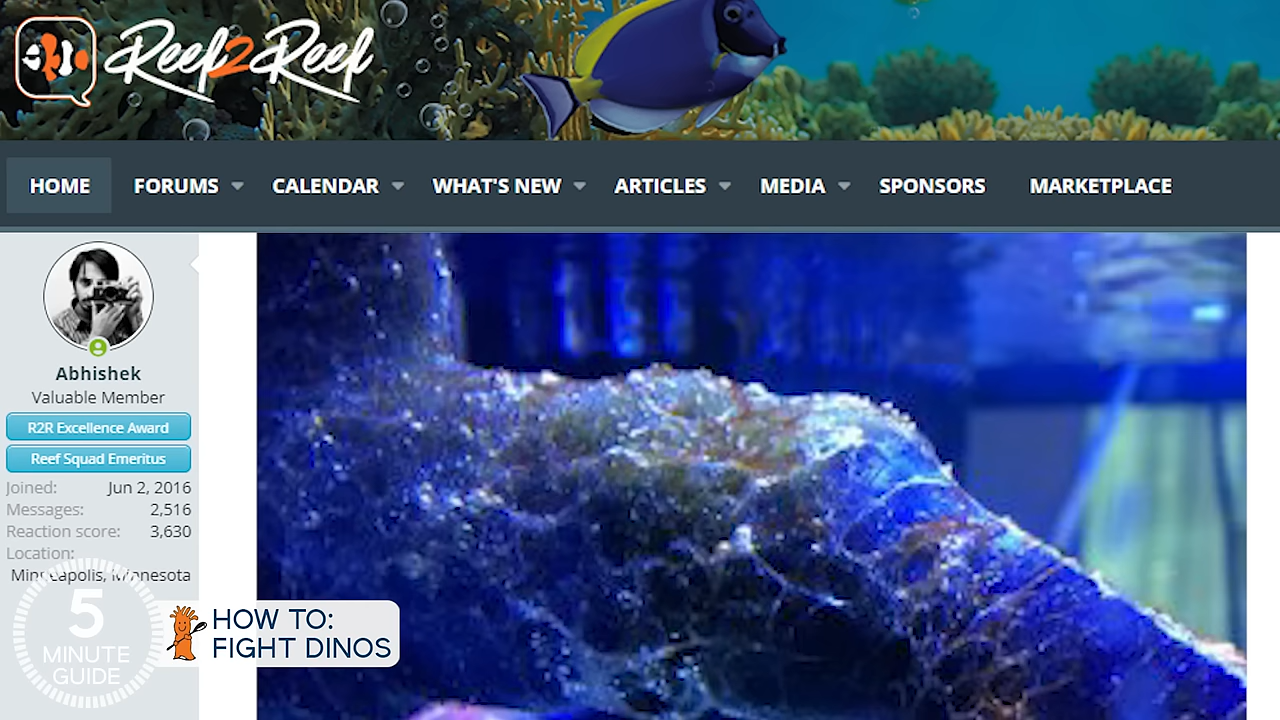 Reef2Reef
HOME FORUMS CALENDAR WHAT'S NEW ARTICLES MEDIA SPONSORS MARKETPLACE
Abhishek
Valuable Member
R2R Excellence Award
Reef Squad Emeritus
Joined: Jun 2, 2016
Messages: 2,516
Reaction score: 3,630
Location:
Minneapolis, Minnesota
5
MINUTE
GUIDE
HOW TO:
FIGHT DINOS